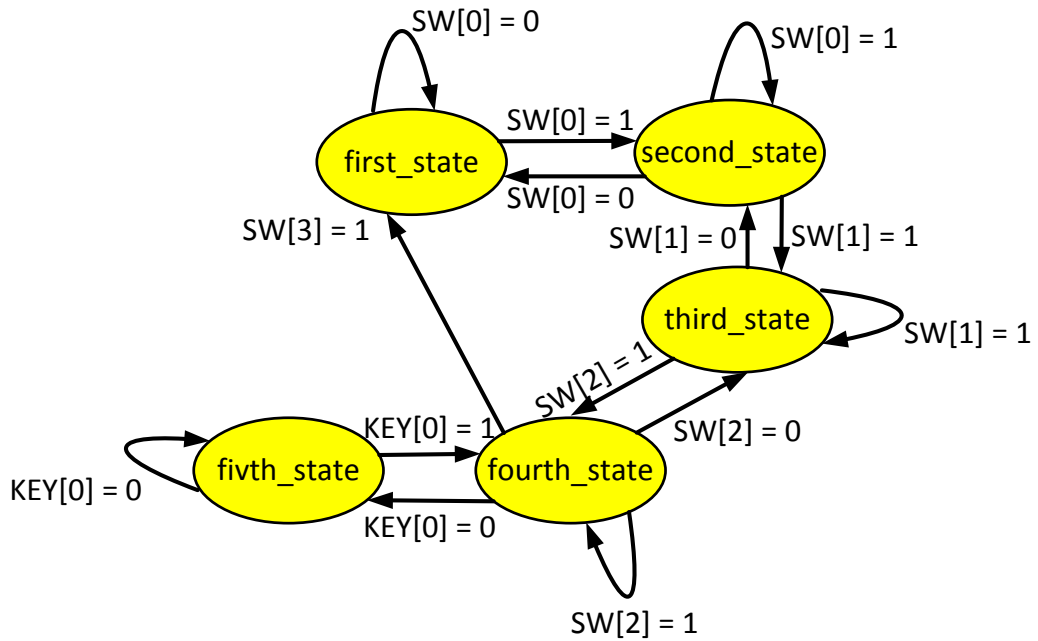 SW[0] = 0
SW[0] = 1
SW[0] = 1
first_state
second_state
SW[0] = 0
SW[3] = 1
SW[1] = 0
SW[1] = 1
third_state
SW[1] = 1
SW[2] = 1
SW[2] = 0
KEY[0] = 1
fivth_state
fourth_state
KEY[0] = 0
KEY[0] = 0
SW[2] = 1